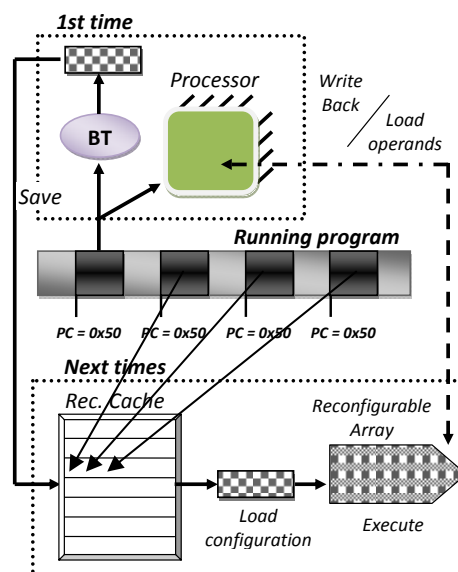 1st time
Processor
Write
Back
Load
operands
BT
Save
Running program
PC = 0x50
PC = 0x50
PC = 0x50
PC = 0x50
Next times
Rec. Cache
Reconfigurable
Array
Load
configuration
Execute